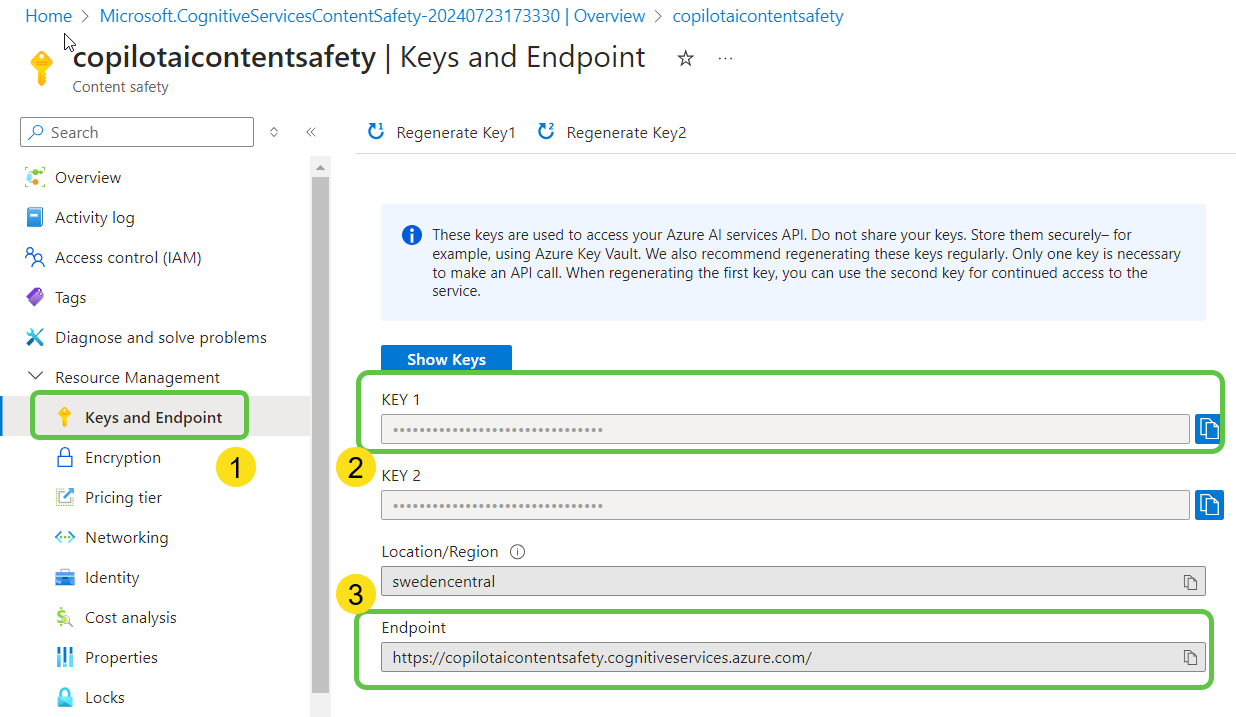 Home > Microsoft.CognitiveServicesContentSafety-20240723173330 | Overview > copilotaicontentsafety
copilotaicontentsafety | Keys and Endpoint
Content safety
Search
Regenerate Key1
Regenerate Key2
Overview
Activity log
Access control (IAM)
Tags
Diagnose and solve problems
Resource Management
Keys and Endpoint
1
Encryption
Pricing tier
Networking
Identity
Cost analysis
Properties
Locks
These keys are used to access your Azure AI services API. Do not share your keys. Store them securely– for
example, using Azure Key Vault. We also recommend regenerating these keys regularly. Only one key is necessary
to make an API call. When regenerating the first key, you can use the second key for continued access to the
service.
Show Keys
KEY 1
••••••••••••••••••••••••••••••••
2
KEY 2
••••••••••••••••••••••••••••••••
Location/Region
swedencentral
3
Endpoint
https://copilotaicontentsafety.cognitiveservices.azure.com/